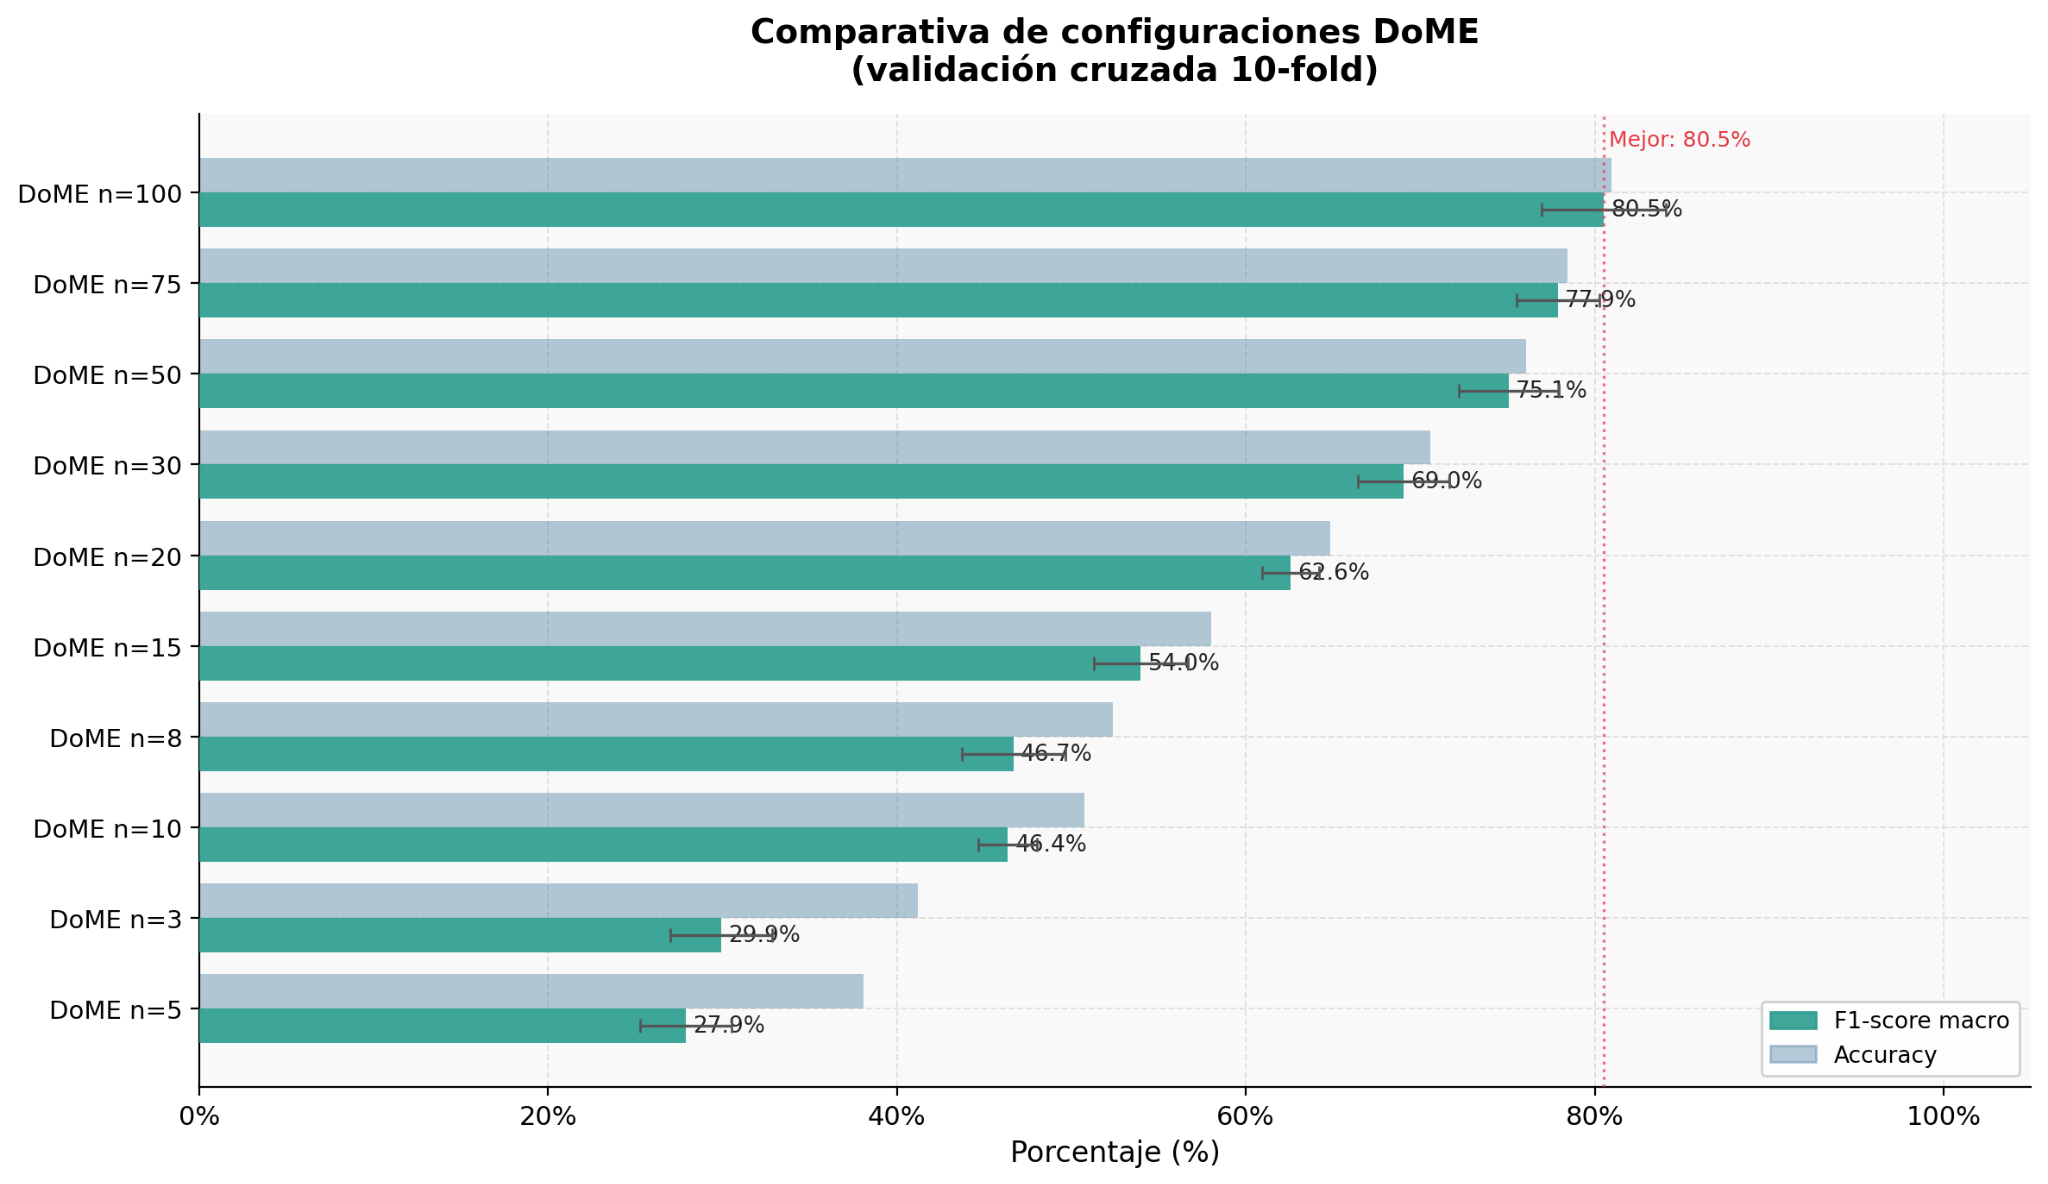 Comparativa de configuraciones DoME
(validación cruzada 10-fold)
Mejor: 80.5%
DoME n=100
80.5%
DoME n=75
77.9%
DoME n=50
75.1%
DoME n=30
69.0%
DoME n=20
62.6%
DoME n=15
54.0%
DoME n=8
46.7%
DoME n=10
46.4%
DoME n=3
29.9%
DoME n=5
27.9%
F1-score macro
Accuracy
0% 20% 40% 60% 80% 100%
Porcentaje (%)